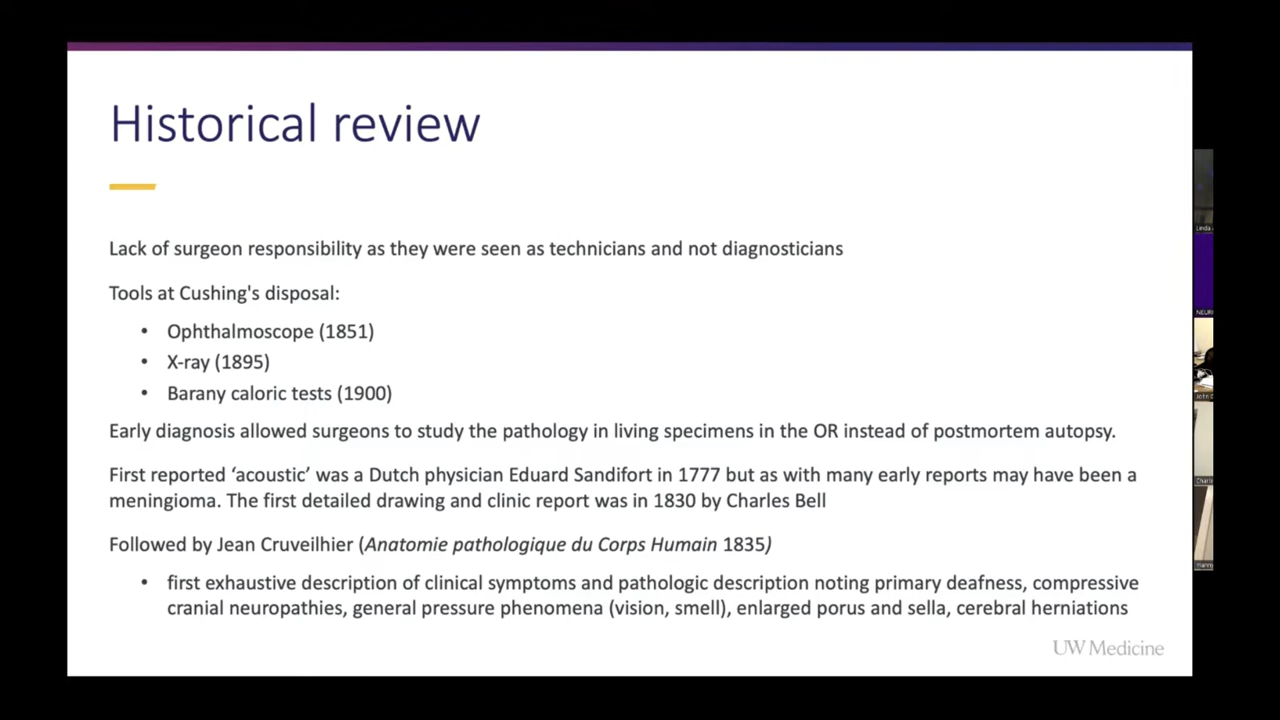 Historical review
Lack of surgeon responsibility as they were seen as technicians and not diagnosticians
Tools at Cushing's disposal:
• Ophthalmoscope (1851)
• X-ray (1895)
• Barany caloric tests (1900)
Early diagnosis allowed surgeons to study the pathology in living specimens in the OR instead of postmortem autopsy.
First reported ‘acoustic’ was a Dutch physician Eduard Sandifort in 1777 but as with many early reports may have been a
meningioma. The first detailed drawing and clinic report was in 1830 by Charles Bell
Followed by Jean Cruveilhier (Anatomie pathologique du Corps Humain 1835)
• first exhaustive description of clinical symptoms and pathologic description noting primary deafness, compressive
cranial neuropathies, general pressure phenomena (vision, smell), enlarged porus and sella, cerebral herniations
UW Medicine
Linda